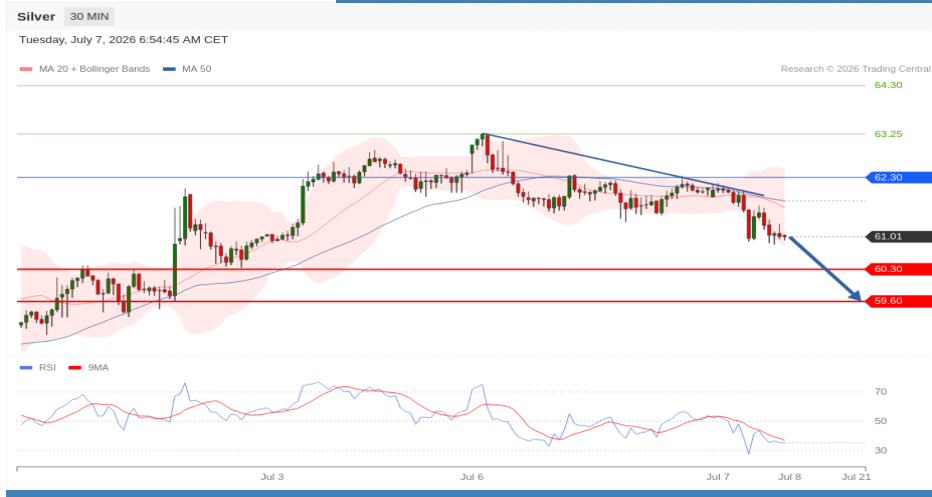 Silver 30 MIN
Tuesday, July 7, 2026 6:54:45 AM CET
MA 20 + Bollinger Bands MA 50
Research © 2026 Trading Central
64.30
63.25
62.30
61.01
60.30
59.60
RSI 9MA
70
50
30
Jul 3 Jul 6 Jul 7 Jul 8 Jul 21